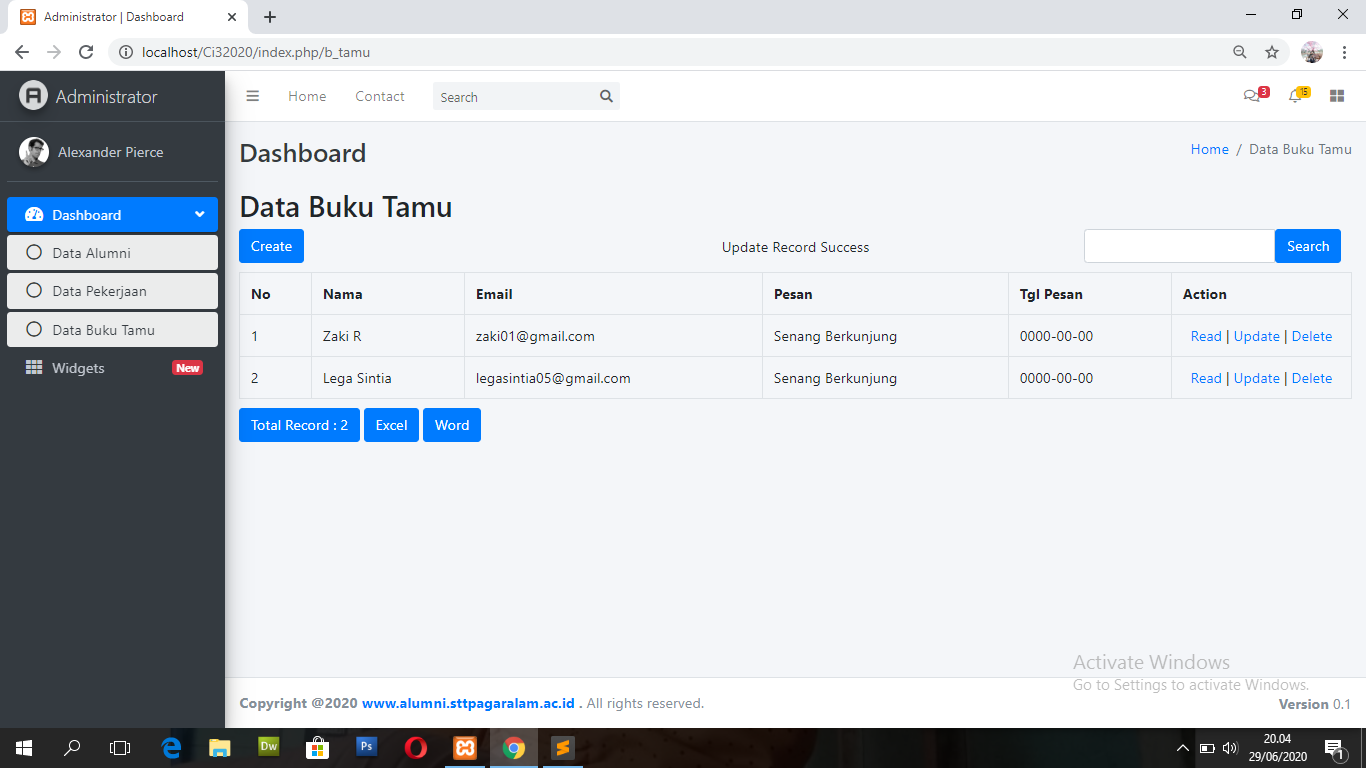 Administrator | Dashboard
localhost/Ci32020/index.php/b_tamu
Administrator
Home Contact Search 3 15
Alexander Pierce
Dashboard
Home / Data Buku Tamu
Dashboard
Data Alumni
Data Pekerjaan
Data Buku Tamu
Widgets New
Data Buku Tamu
Create Update Record Success Search
No Nama Email Pesan Tgl Pesan Action
1 Zaki R zaki01@gmail.com Senang Berkunjung 0000-00-00 Read | Update | Delete
2 Lega Sintia legasintia05@gmail.com Senang Berkunjung 0000-00-00 Read | Update | Delete
Total Record : 2 Excel Word
Activate Windows
Go to Settings to activate Windows.
Copyright @2020 www.alumni.sttpagaralam.ac.id . All rights reserved.
Version 0.1
Dw Ps
20.04
29/06/2020
1